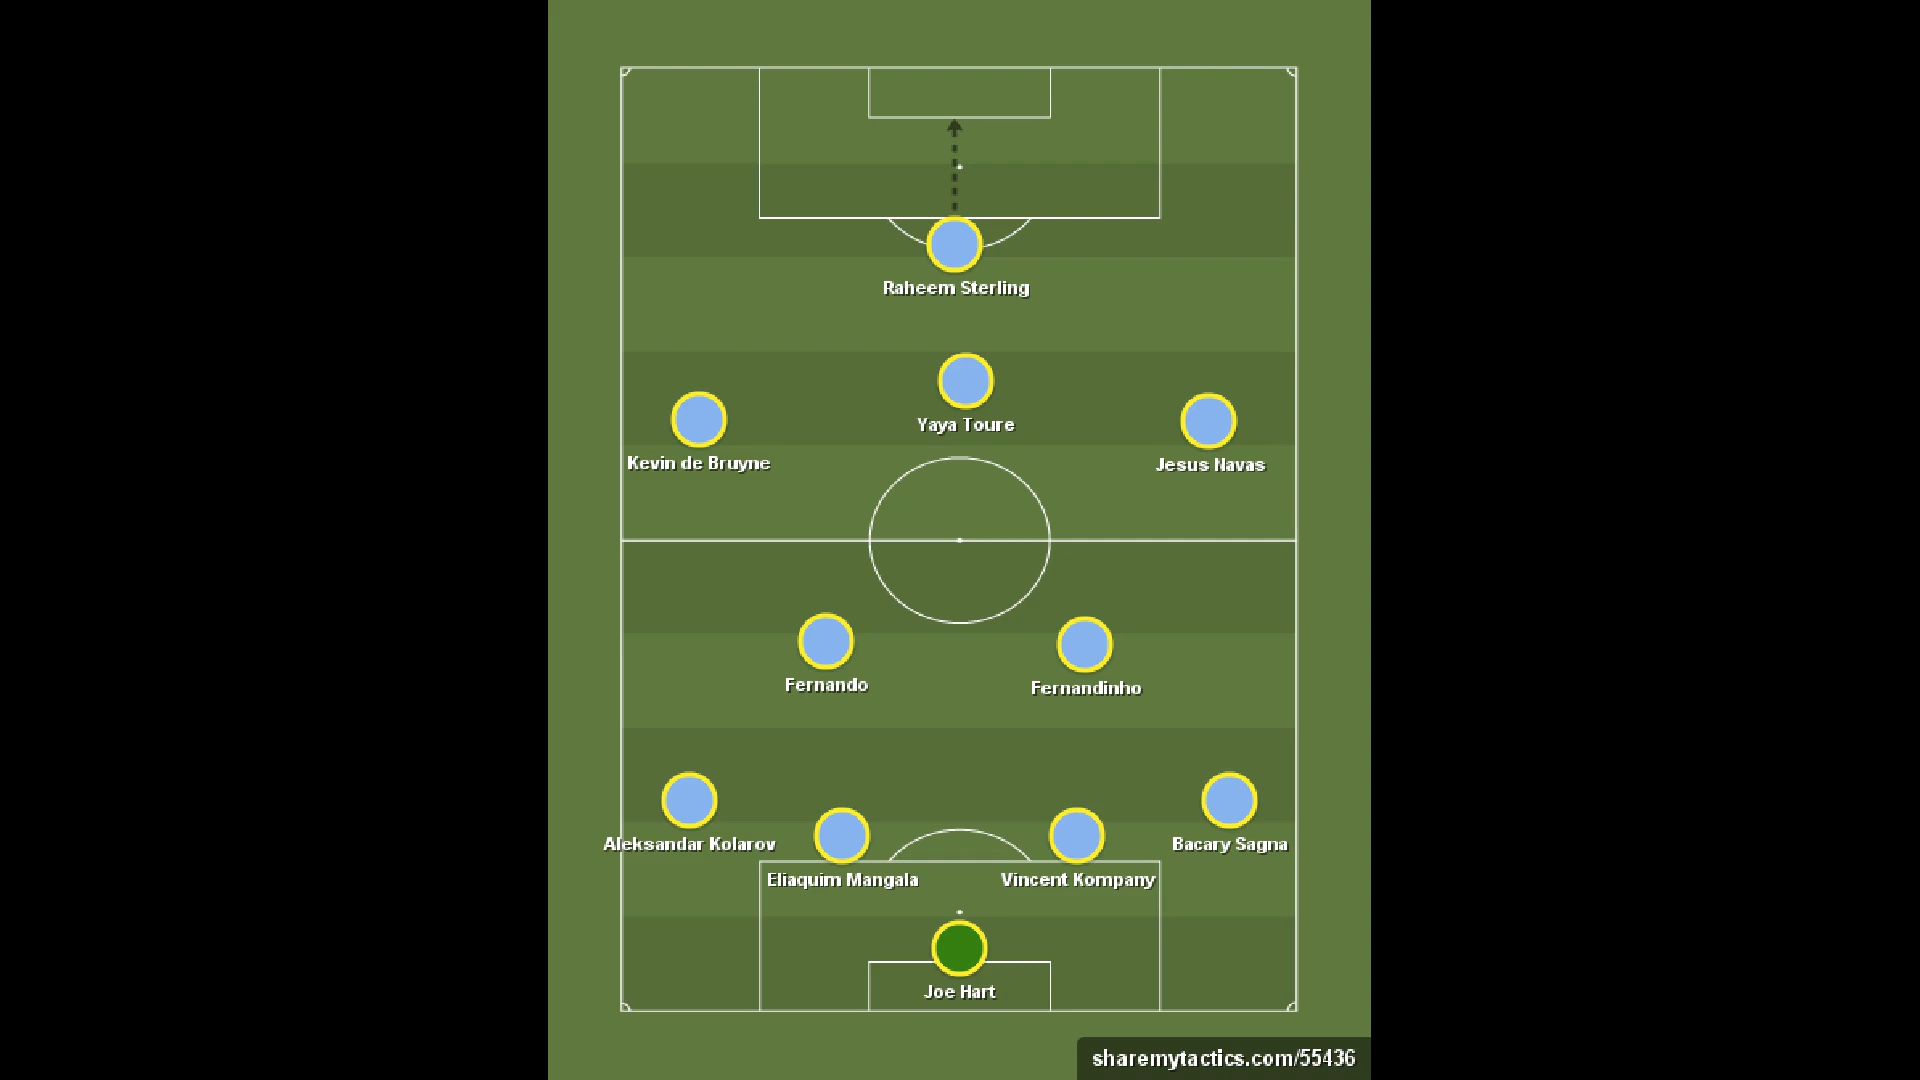 Raheem Sterling
Yaya Toure
Kevin de Bruyne
Jesus Navas
Fernando
Fernandinho
Aleksandar Kolarov
Bacary Sagna
Eliaquim Mangala
Vincent Kompany
Joe Hart
sharemytactics.com/55436